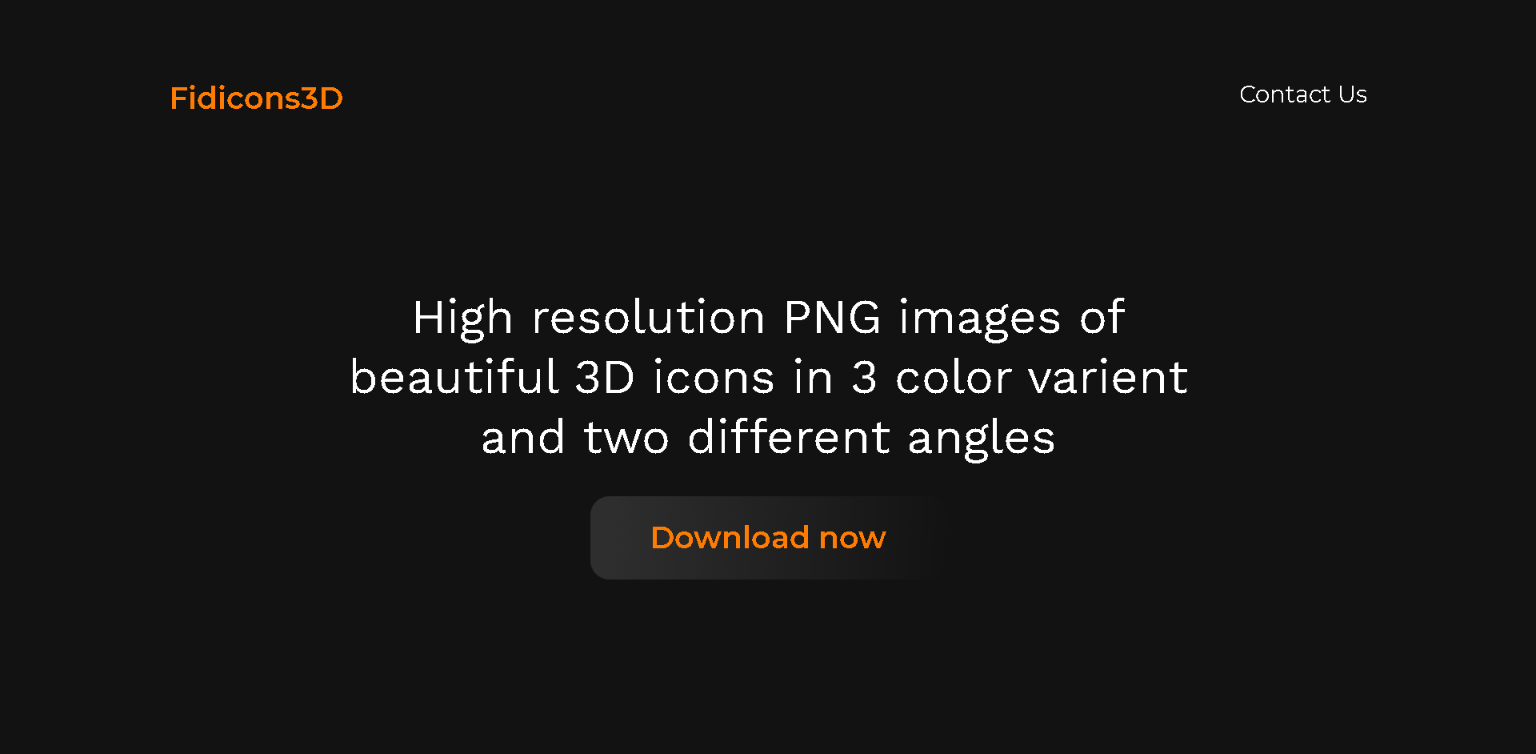 Fidicons3D
Contact Us
High resolution PNG images of
beautiful 3D icons in 3 color varient
and two different angles
Download now